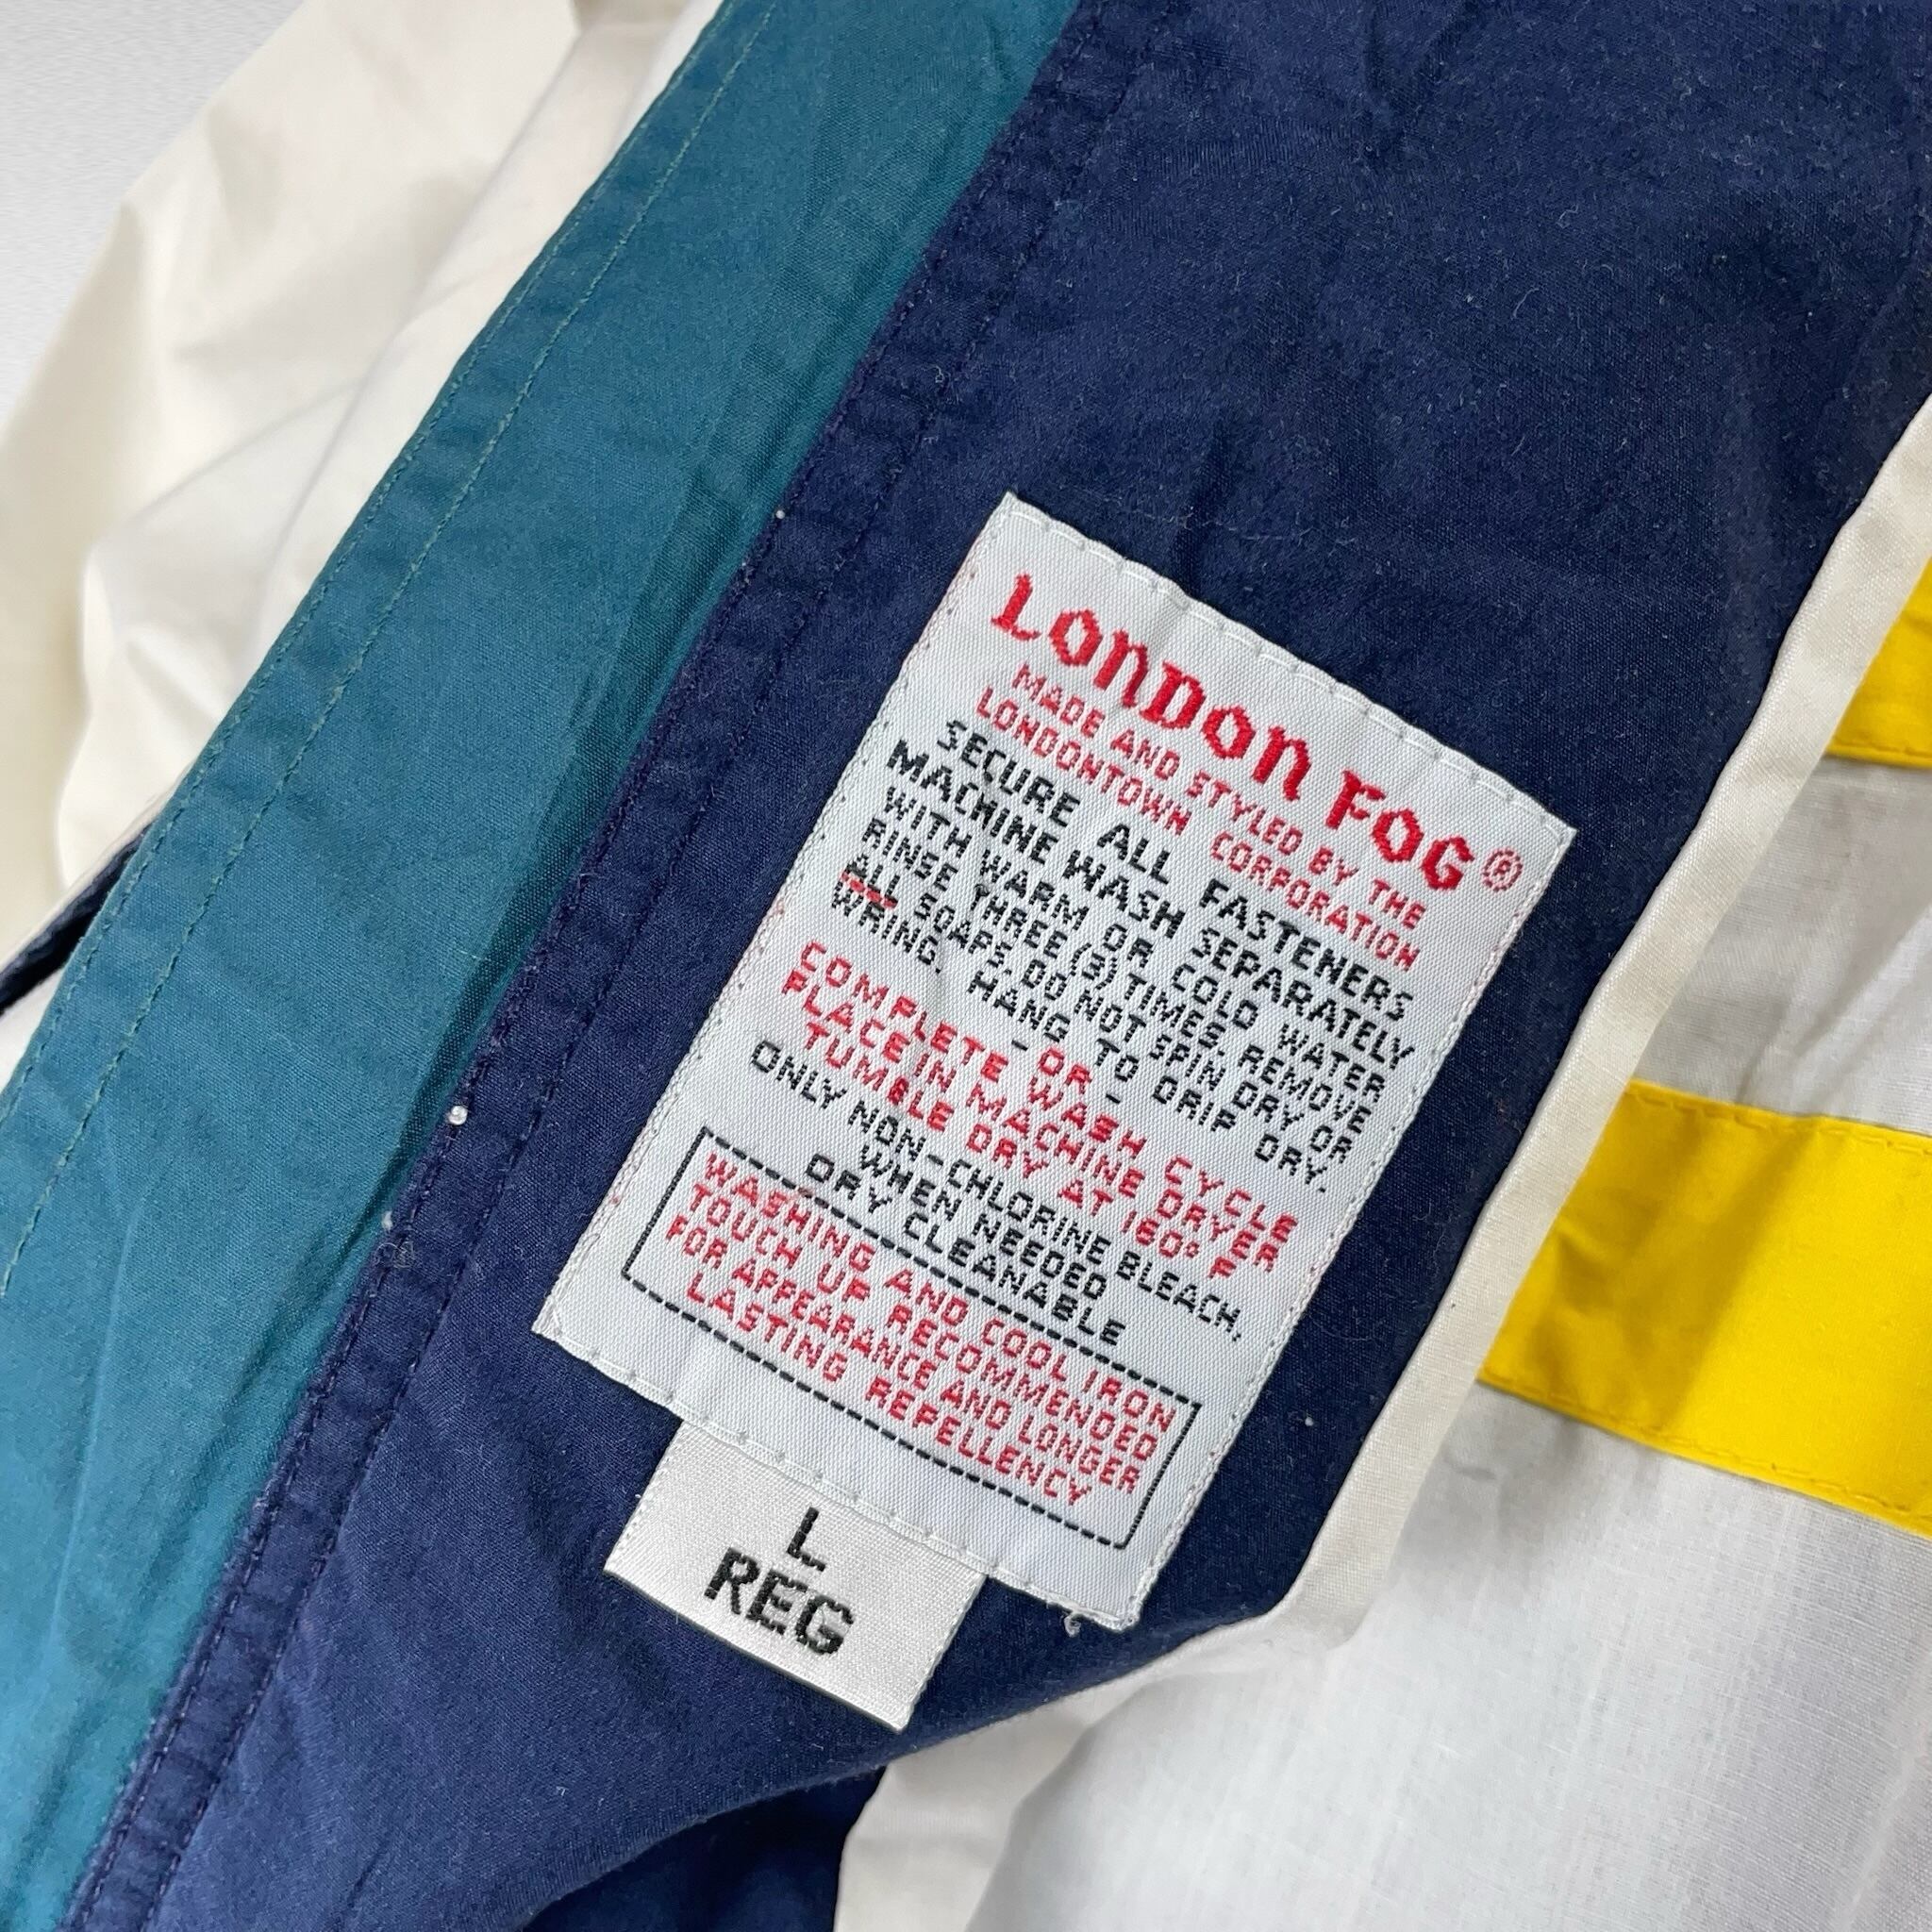 LONDON FOG®
MADE AND STYLED BY THE
LONDONTOWN CORPORATION
SECURE ALL FASTENERS
MACHINE WASH SEPARATELY
WITH WARM OR COLD WATER
RINSE THREE (3) TIMES. REMOVE
ALL SOAPS. DO NOT SPIN DRY OR
WRING. HANG TO DRIP DRY.
- OR -
COMPLETE WASH CYCLE
PLACE IN MACHINE DRYER
TUMBLE DRY AT 160° F
ONLY NON-CHLORINE BLEACH,
WHEN NEEDED
DRY CLEANABLE
WASHING AND COOL IRON
TOUCH UP RECOMMENDED
FOR APPEARANCE AND LONGER
LASTING REPELLENCY
L
REG